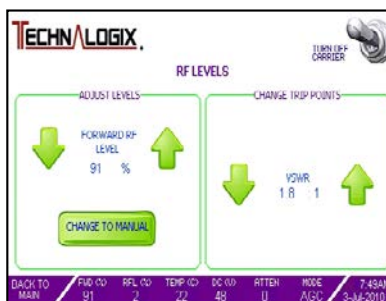 TECHNALOGIX.
TURN OFF
CARRIER
RF LEVELS
ADJUST LEVELS
FORWARD RF
LEVEL
91 %
CHANGE TO MANUAL
CHANGE TRIP POINTS
VSWR
1.8 : 1
BACK TO
MAIN
FWD (%)
91
RFL (%)
2
TEMP (C)
22
DC (V)
48
ATTEN
0
MODE
AGC
7:49AM
3-Jul-2010